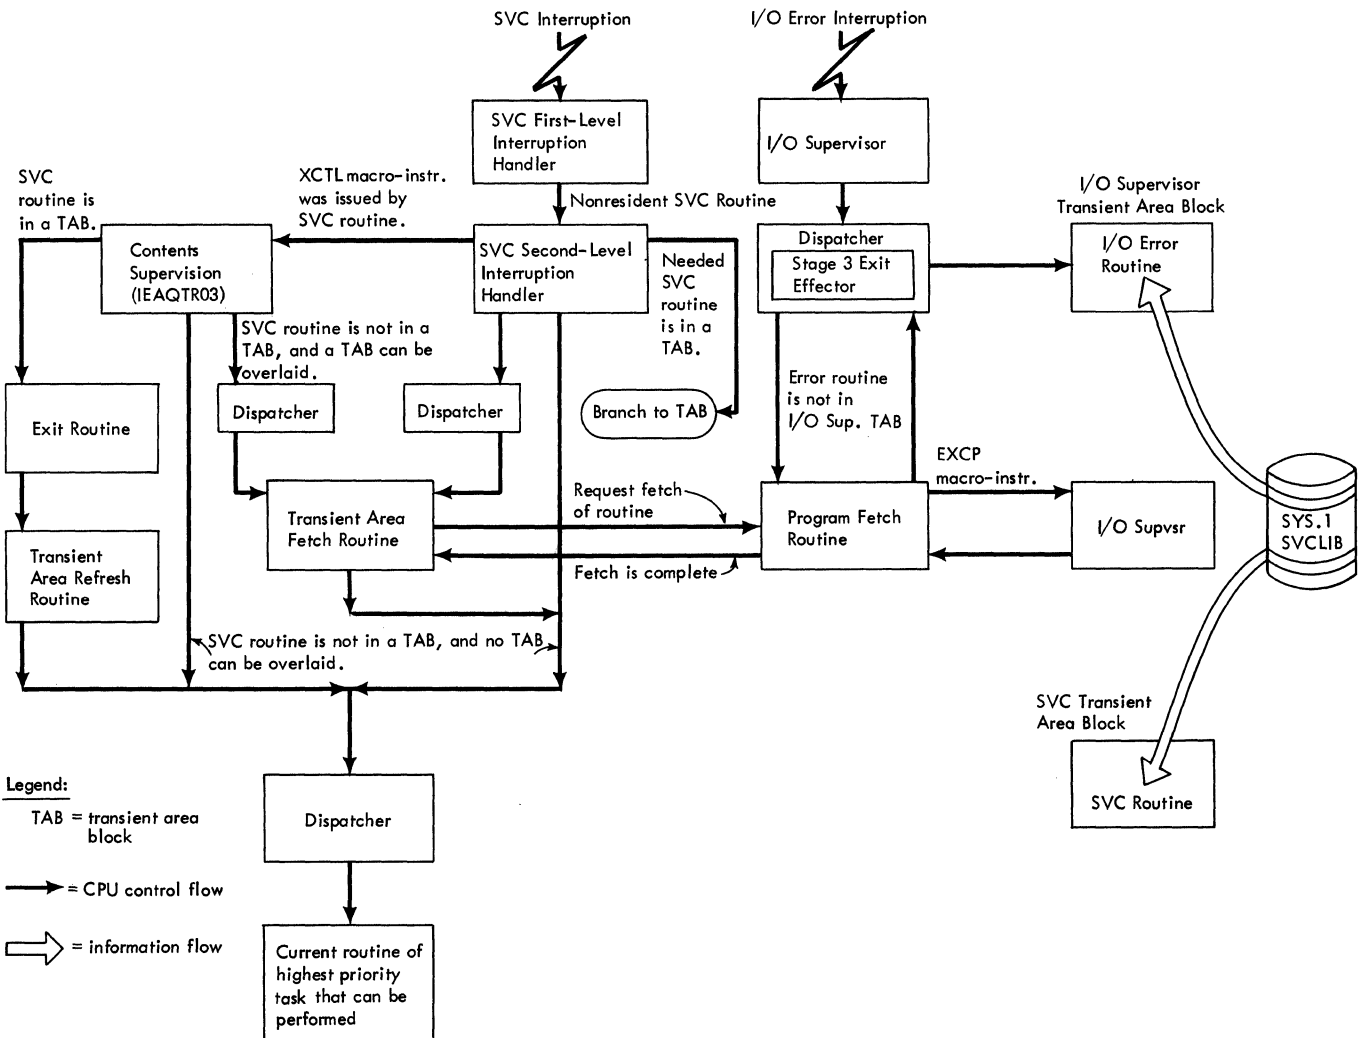 SVC Interruption
I/O Error Interruption
SVC First-Level
Interruption
Handler
I/O Supervisor
SVC
routine is
in a TAB.
XCTL macro-instr.
was issued by
SVC routine.
Nonresident SVC Routine
I/O Supervisor
Transient Area Block
Contents
Supervision
(IEAQTR03)
SVC Second-Level
Interruption
Handler
Needed
SVC
routine
is in a
TAB.
Dispatcher
Stage 3 Exit
Effector
I/O Error
Routine
SVC routine is not in a
TAB, and a TAB can be
overlaid.
Exit Routine
Dispatcher
Dispatcher
Branch to TAB
Error routine
is not in
I/O Sup. TAB
EXCP
macro-instr.
Transient Area
Fetch Routine
Request fetch
of routine
Program Fetch
Routine
I/O Supvsr
SYS.1
SVCLIB
Transient
Area Refresh
Routine
Fetch is complete
SVC routine is not in a TAB, and no TAB
can be overlaid.
SVC Transient
Area Block
SVC Routine
Legend:
TAB = transient area
block
Dispatcher
= CPU control flow
= information flow
Current routine of
highest priority
task that can be
performed